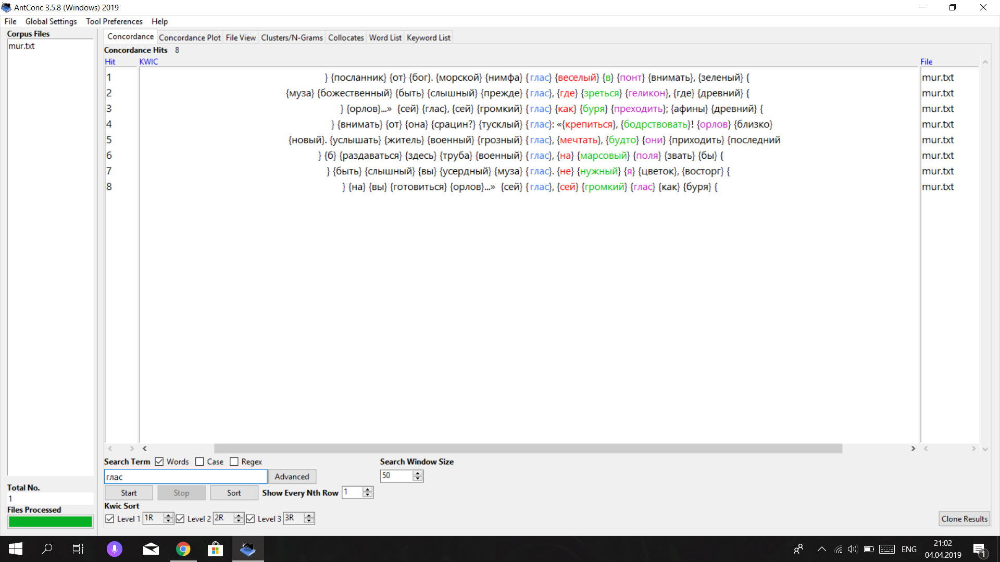 AntConc 3.5.8 (Windows) 2019
File Global Settings Tool Preferences Help
Corpus Files
mur.txt
Concordance Concordance Plot File View Clusters/N-Grams Collocates Word List Keyword List
Concordance Hits 8
Hit KWIC File
1 } {посланник} {от} {бог}. {морской} {нимфа} {глас} {веселый} {в} {понт} {внимать}, {зеленый} { mur.txt
2 {муза} {божественный} {быть} {слышный} {прежде} {глас}, {где} {зреться} {геликон}, {где} {древний} { mur.txt
3 } {орлов}...» {сей} {глас}, {сей} {громкий} {глас} {как} {буря} {преходить}; {афины} {древний} { mur.txt
4 } {внимать} {от} {она} {срацин?} {тусклый} {глас}: «{крепиться}, {бодрствовать}! {орлов} {близко} mur.txt
5 {новый}. {услышать} {житель} {военный} {грозный} {глас}, {мечтать}, {будто} {они} {приходить} {последний mur.txt
6 } {б} {раздаваться} {здесь} {труба} {военный} {глас}, {на} {марсовый} {поля} {звать} {бы} { mur.txt
7 } {быть} {слышный} {вы} {усердный} {муза} {глас}. {не} {нужный} {я} {цветок}, {восторг} { mur.txt
8 } {на} {вы} {готовиться} {орлов}...» {сей} {глас}, {сей} {громкий} {глас} {как} {буря} { mur.txt
Search Term Words Case Regex Search Window Size
глас Advanced 50
Start Stop Sort Show Every Nth Row 1
Kwic Sort
Level 1 1R Level 2 2R Level 3 3R Clone Results
Total No.
1
Files Processed
ENG 21:02
04.04.2019
1